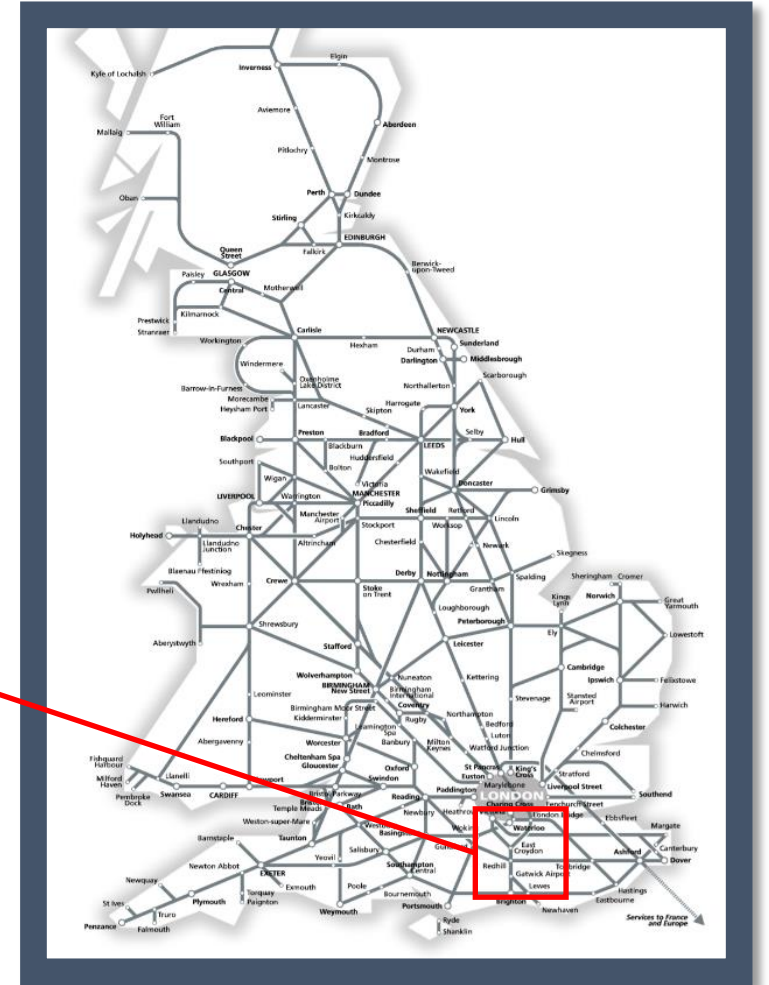 Elgin
Inverness
Kyle of Lochalsh
Aviemore
Fort
William
Aberdeen
Mallaig
Pitlochry
Montrose
Perth
Dundee
Oban
Kirkcaldy
Stirling
EDINBURGH
Falkirk
Queen
Street
Berwick-
upon-Tweed
Paisley
GLASGOW
Central
Motherwell
Kilmarnock
Prestwick
Stranraer
Carlisle
NEWCASTLE
Workington
Hexham
Sunderland
Durham
Darlington
Middlesbrough
Windermere
Scarborough
Oxenholme
Lake District
Barrow-in-Furness
Northallerton
Morecambe
Heysham Port
Lancaster
Harrogate
York
Skipton
Preston
Bradford
Selby
Blackpool
Blackburn
LEEDS
Hull
Huddersfield
Southport
Bolton
Wakefield
Wigan
Victoria
MANCHESTER
Piccadilly
Doncaster
Grimsby
LIVERPOOL
Warrington
Manchester
Airport
Sheffield
Retford
Llandudno
Stockport
Worksop
Lincoln
Holyhead
Chester
Llandudno
Junction
Altrincham
Chesterfield
Newark
Skegness
Blaenau Ffestiniog
Pwllheli
Wrexham
Crewe
Stoke
on Trent
Derby
Nottingham
Grantham
Spalding
Sheringham
Cromer
Kings
Lynn
Norwich
Great
Yarmouth
Loughborough
Peterborough
Shrewsbury
Ely
Lowestoft
Aberystwyth
Stafford
Leicester
Cambridge
Wolverhampton
BIRMINGHAM
New Street
Nuneaton
Birmingham
International
Kettering
Ipswich
Felixstowe
Leominster
Birmingham Moor Street
Kidderminster
Coventry
Rugby
Northampton
Stevenage
Stansted
Airport
Harwich
Hereford
Leamington
Spa
Bedford
Colchester
Worcester
Banbury
Milton
Keynes
Luton
Abergavenny
Watford Junction
Chelmsford
Cheltenham Spa
Gloucester
Oxford
St Pancras
Euston
King's
Cross
Stratford
Fishguard
Harbour
Llanelli
Milford
Haven
Newport
Swindon
Marylebone
Liverpool Street
Pembroke
Dock
Swansea
CARDIFF
Bristol Parkway
Paddington
LONDON
Southend
Temple Meads
Bath
Reading
Charing Cross
Fenchurch Street
Newbury
London Bridge
Ebbsfleet
Weston-super-Mare
Waterloo
Margate
Barnstaple
Taunton
East
Croydon
Canterbury
Yeovil
Salisbury
Ashford
Dover
Newton Abbot
Southampton
Central
Redhill
Tonbridge
EXETER
Gatwick Airport
Newquay
Exmouth
Poole
Lewes
Hastings
Torquay
Paignton
Bournemouth
Eastbourne
St Ives
Plymouth
Portsmouth
Brighton
Newhaven
Truro
Weymouth
Penzance
Falmouth
Ryde
Shanklin
Services to France
and Europe